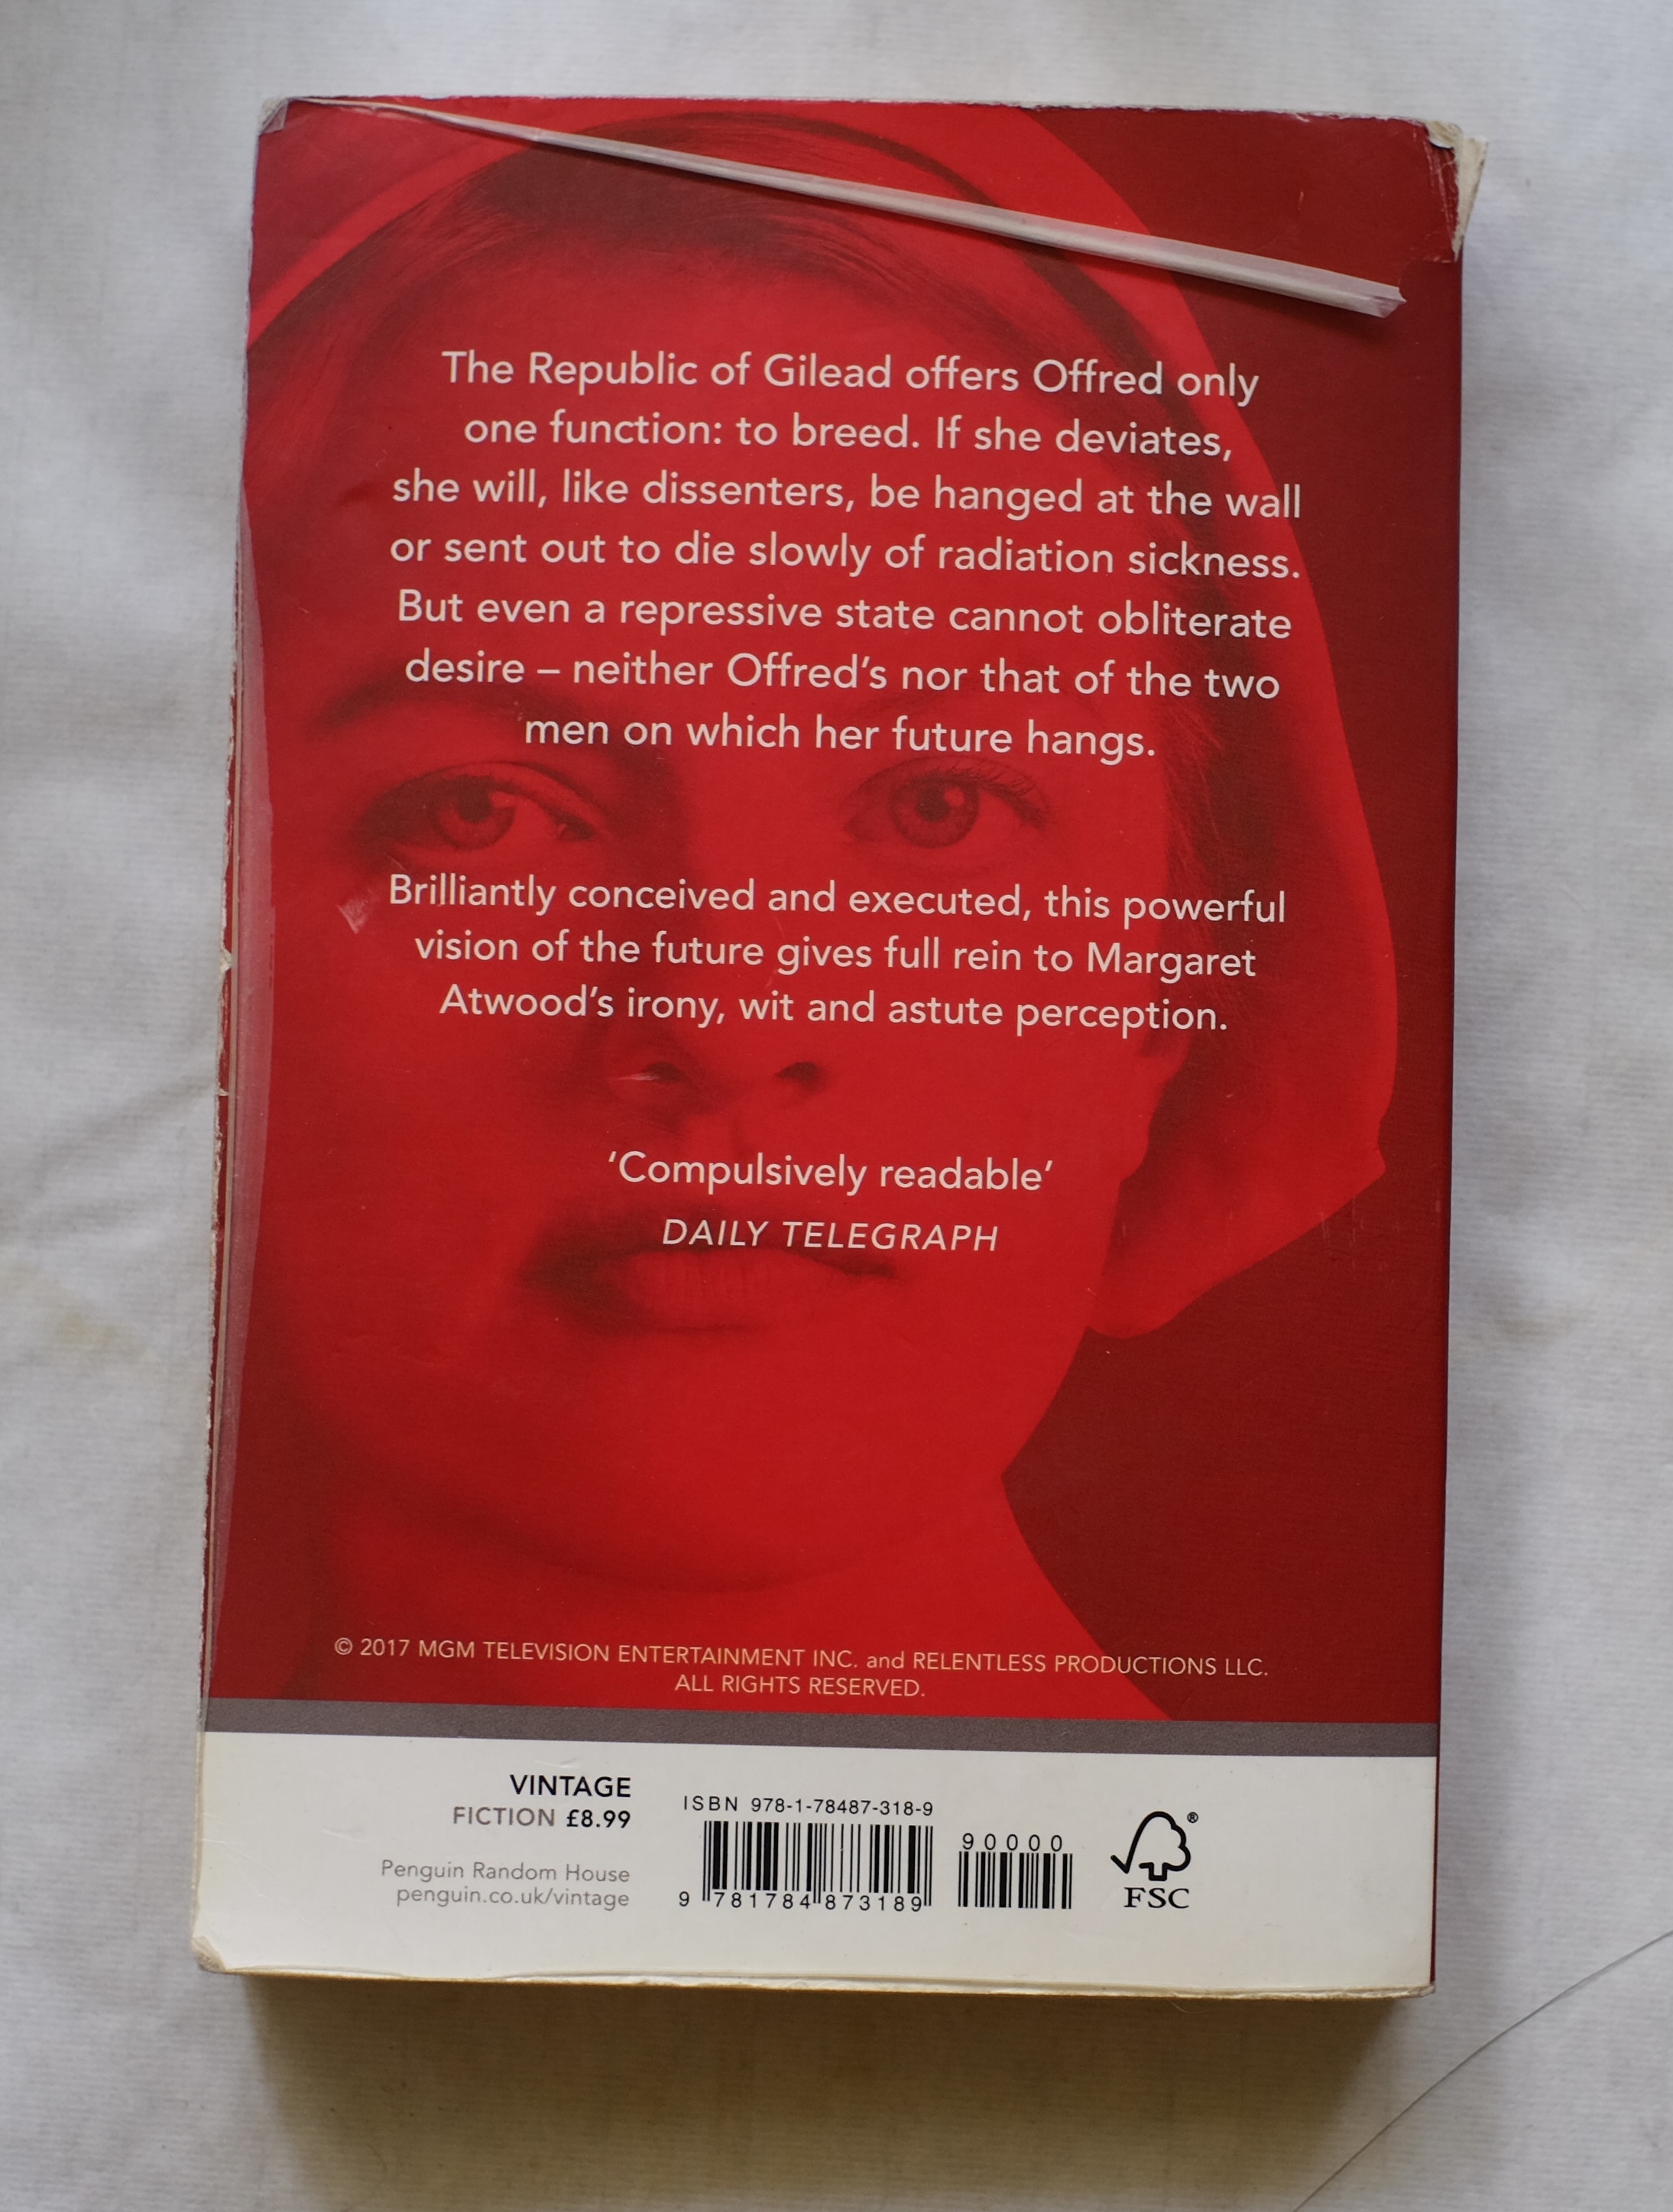 The Republic of Gilead offers Offred only
one function: to breed. If she deviates,
she will, like dissenters, be hanged at the wall
or sent out to die slowly of radiation sickness.
But even a repressive state cannot obliterate
desire – neither Offred's nor that of the two
men on which her future hangs.
Brilliantly conceived and executed, this powerful
vision of the future gives full rein to Margaret
Atwood's irony, wit and astute perception.
‘Compulsively readable’
DAILY TELEGRAPH
© 2017 MGM TELEVISION ENTERTAINMENT INC. and RELENTLESS PRODUCTIONS LLC.
ALL RIGHTS RESERVED.
VINTAGE
FICTION £8.99
Penguin Random House
penguin.co.uk/vintage
ISBN 978-1-78487-318-9
90000
9 781784 873189
®
FSC